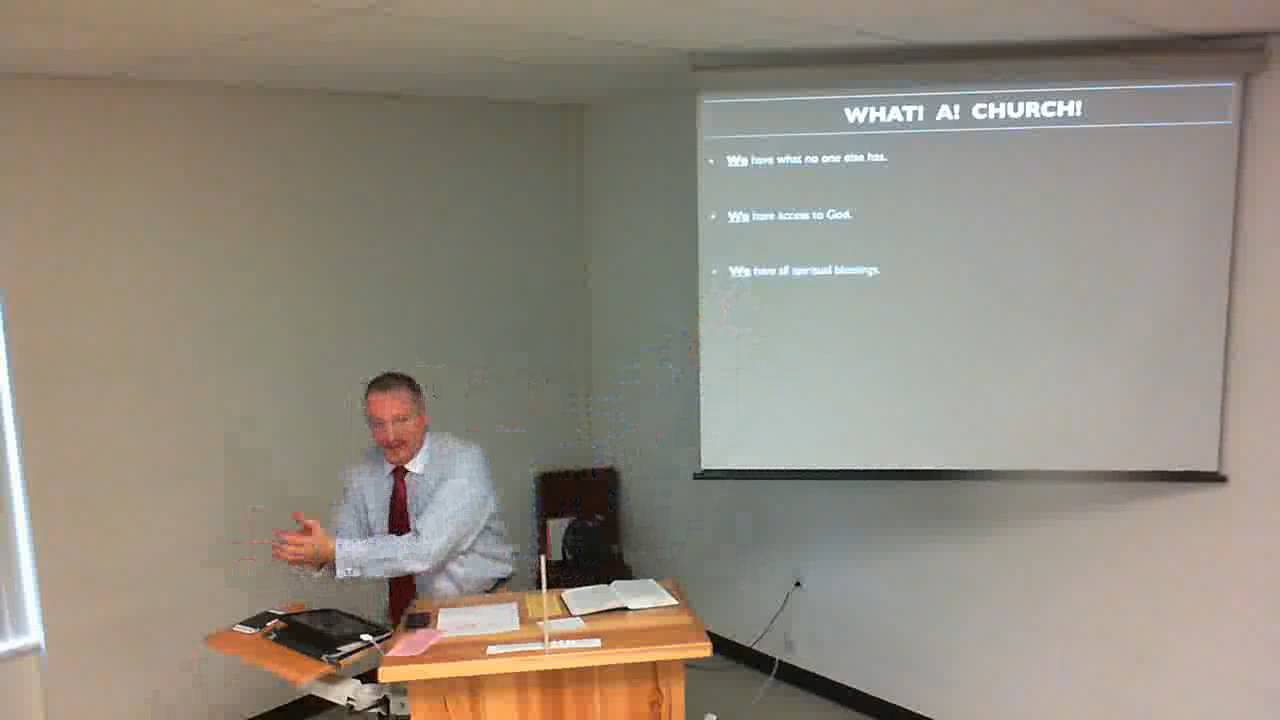 WHAT! A! CHURCH!
We have what no one else has.
We have access to God.
We have all spiritual blessings.